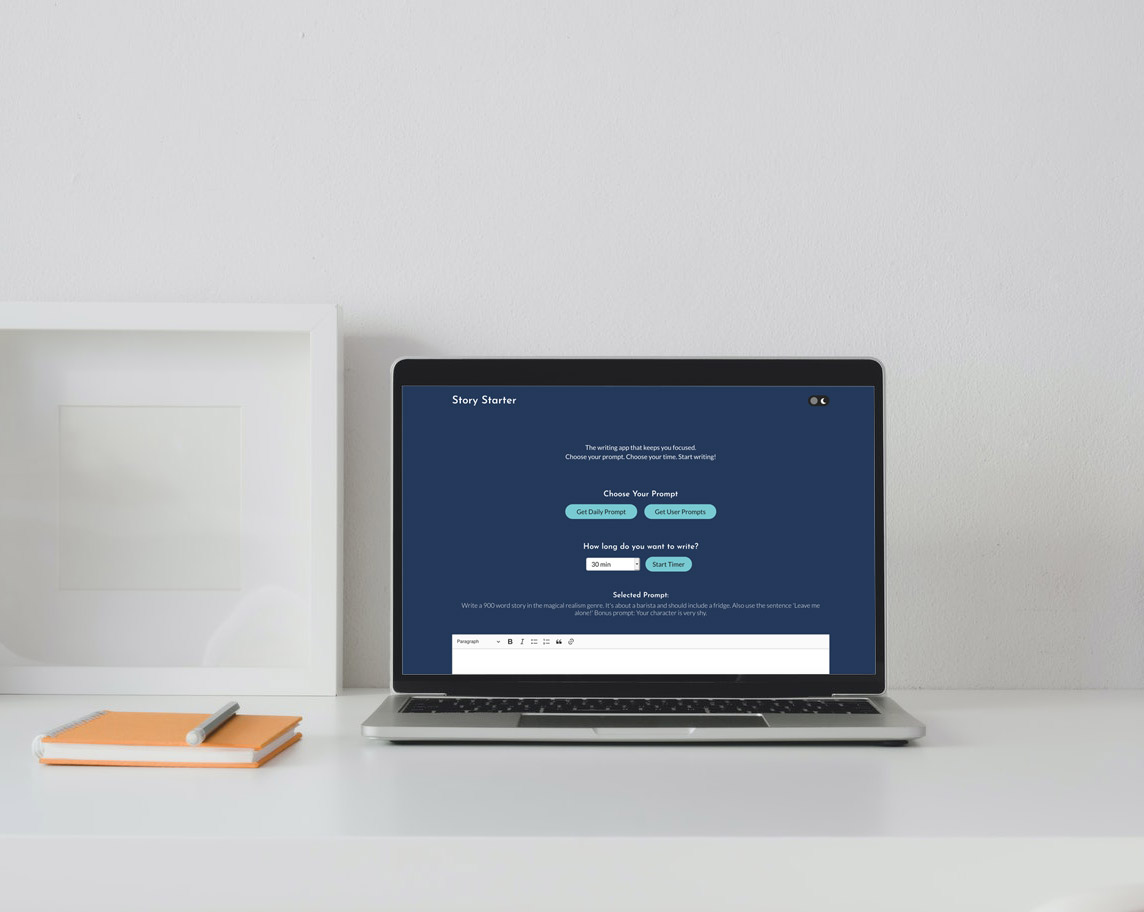 Story Starter
The writing app that keeps you focused.
Choose your prompt. Choose your time. Start writing!
Choose Your Prompt
Get Daily Prompt Get User Prompts
How long do you want to write?
30 min Start Timer
Selected Prompt:
Write a 900 word story in the magical realism genre. It's about a barista and should include a fridge. Also use the sentence 'Leave me
alone!' Bonus prompt: Your character is very shy.
Paragraph B I